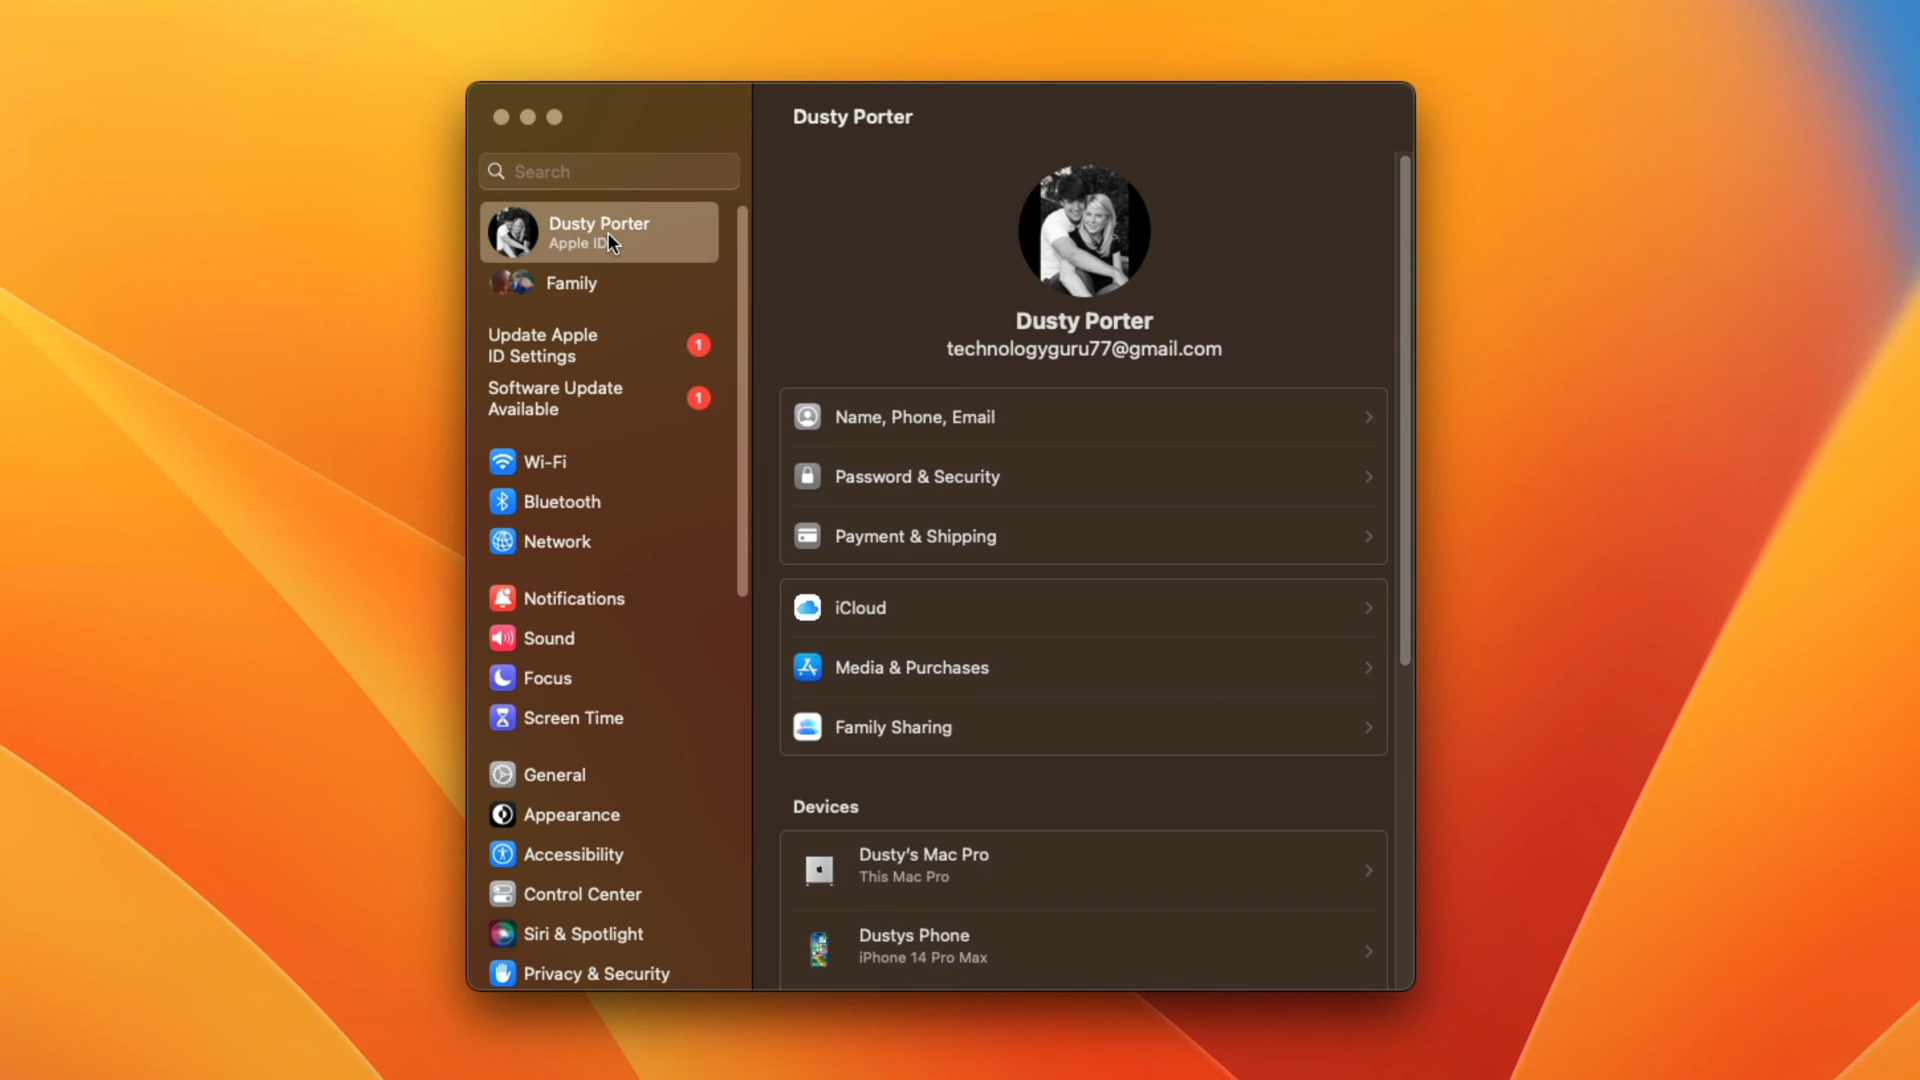 Search
Dusty Porter
Apple ID
Family
Update Apple
ID Settings
1
Software Update
Available
1
Wi-Fi
Bluetooth
Network
Notifications
Sound
Focus
Screen Time
General
Appearance
Accessibility
Control Center
Siri & Spotlight
Privacy & Security
Dusty Porter
Dusty Porter
technologyguru77@gmail.com
Name, Phone, Email
Password & Security
Payment & Shipping
iCloud
Media & Purchases
Family Sharing
Devices
Dusty's Mac Pro
This Mac Pro
Dustys Phone
iPhone 14 Pro Max